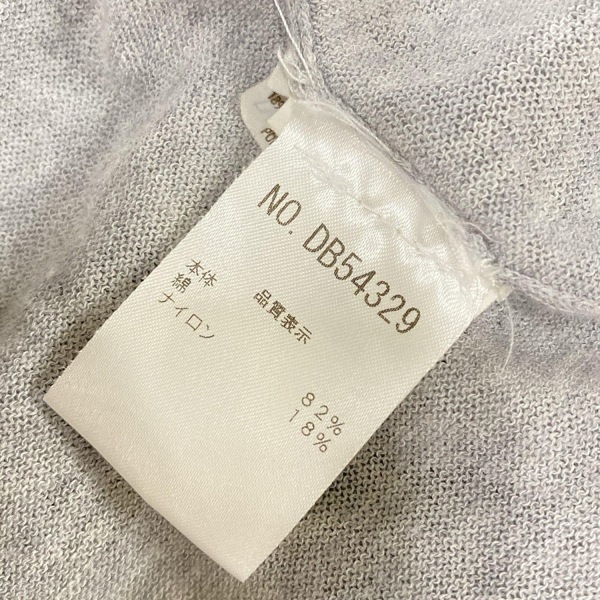 NO. DB54329
品質表示
本体
綿 82%
ナイロン 18%